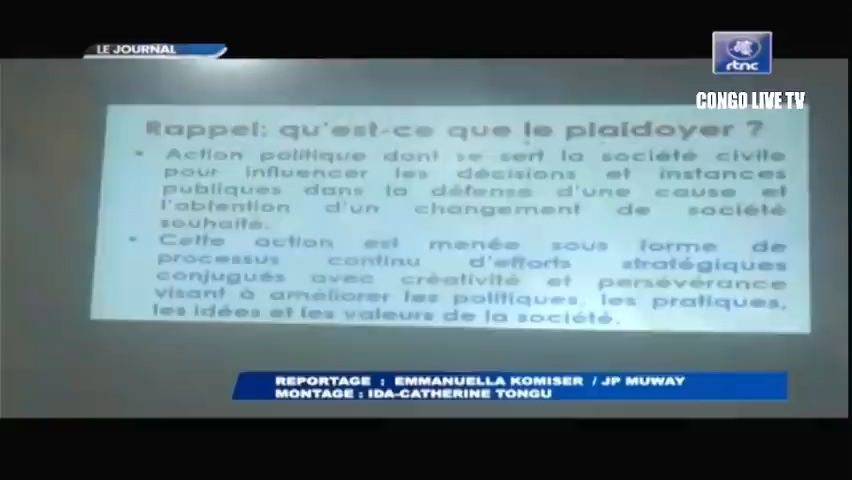 LE JOURNAL
rtnc
CONGO LIVE TV
Rappel: qu'est-ce que le plaidoyer ?
• Action politique dont se sert la société civile
pour influencer les décisions et instances
publiques dans la défense d'une cause et
l'obtention d'un changement de société
souhaité.
• Cette action est menée sous forme de
processus continu d'efforts stratégiques
conjugués avec créativité et persévérance
visant à améliorer les politiques, les pratiques,
les idées et les valeurs de la société.
REPORTAGE : EMMANUELLA KOMISER / JP MUWAY
MONTAGE : IDA-CATHERINE TONGU